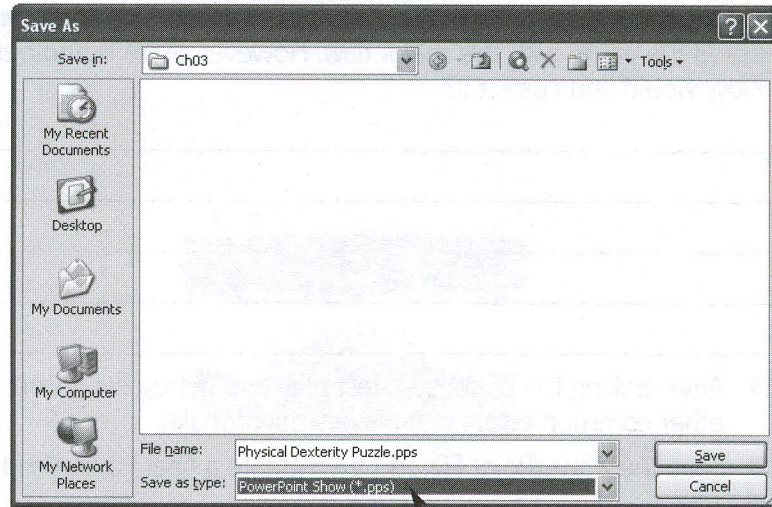 Save As
Save in:
Ch03
Tools
My Recent
Documents
Desktop
My Documents
My Computer
My Network
Places
File name:
Physical Dexterity Puzzle.pps
Save
Save as type:
PowerPoint Show (*.pps)
Cancel